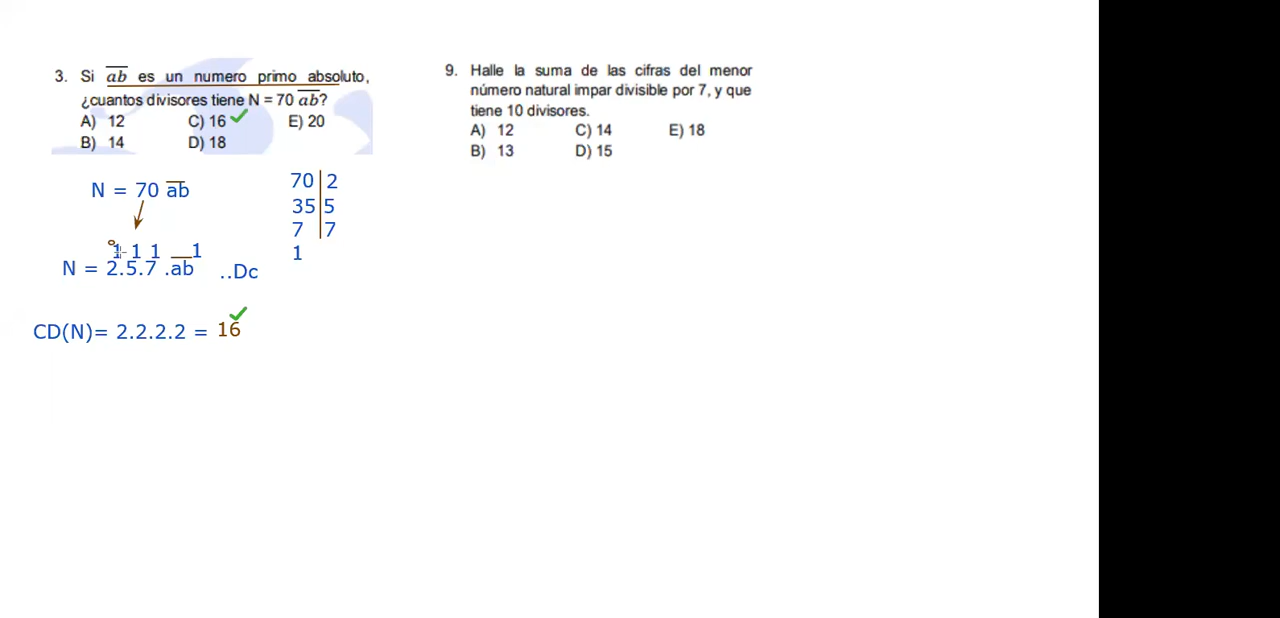 3. Si ab es un numero primo absoluto,
¿cuantos divisores tiene N = 70 ab?
A) 12 C) 16 E) 20
B) 14 D) 18
N = 70 ab
1 1 1 1
N = 2.5.7 .ab ..Dc
CD(N)= 2.2.2.2 = 16
70 2
35 5
7 7
1
9. Halle la suma de las cifras del menor
número natural impar divisible por 7, y que
tiene 10 divisores.
A) 12 C) 14 E) 18
B) 13 D) 15